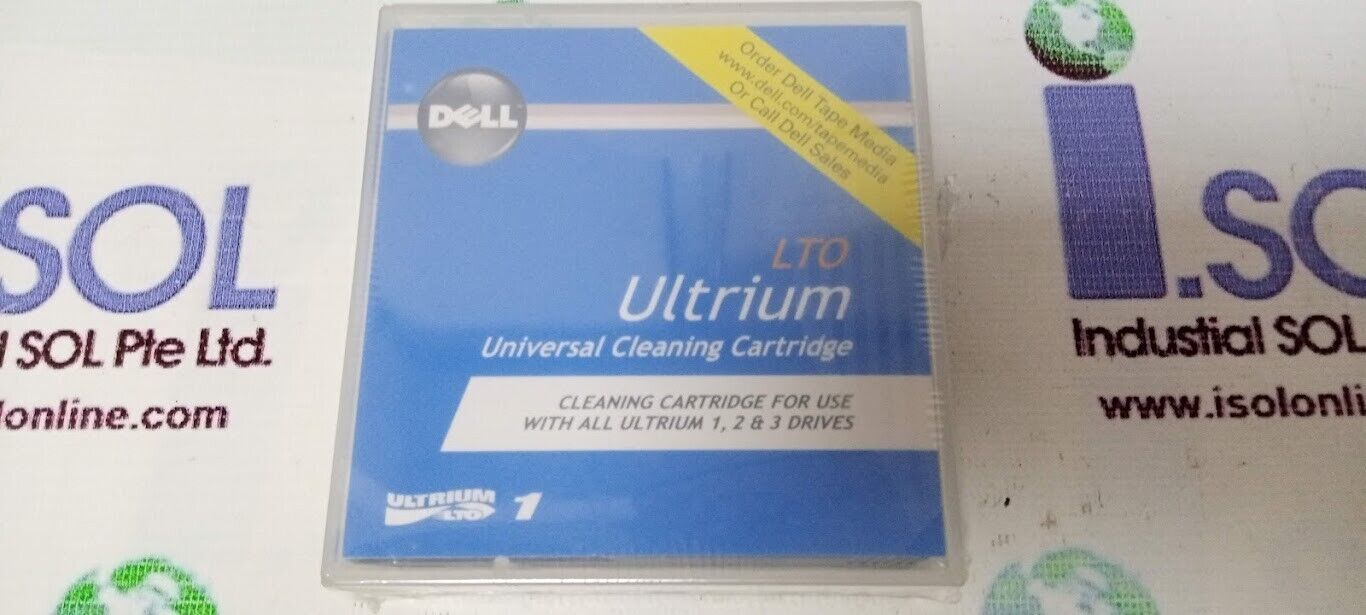 DELL
Order Dell Tape Media
www.dell.com/tapemedia
Or Call Dell Sales
LTO
Ultrium
Universal Cleaning Cartridge
CLEANING CARTRIDGE FOR USE
WITH ALL ULTRIUM 1, 2 & 3 DRIVES
ULTRIUM
LTO
1
SOL
l SOL Pte Ltd.
lonline.com
i.SO
Industial SOL
www.isolonli